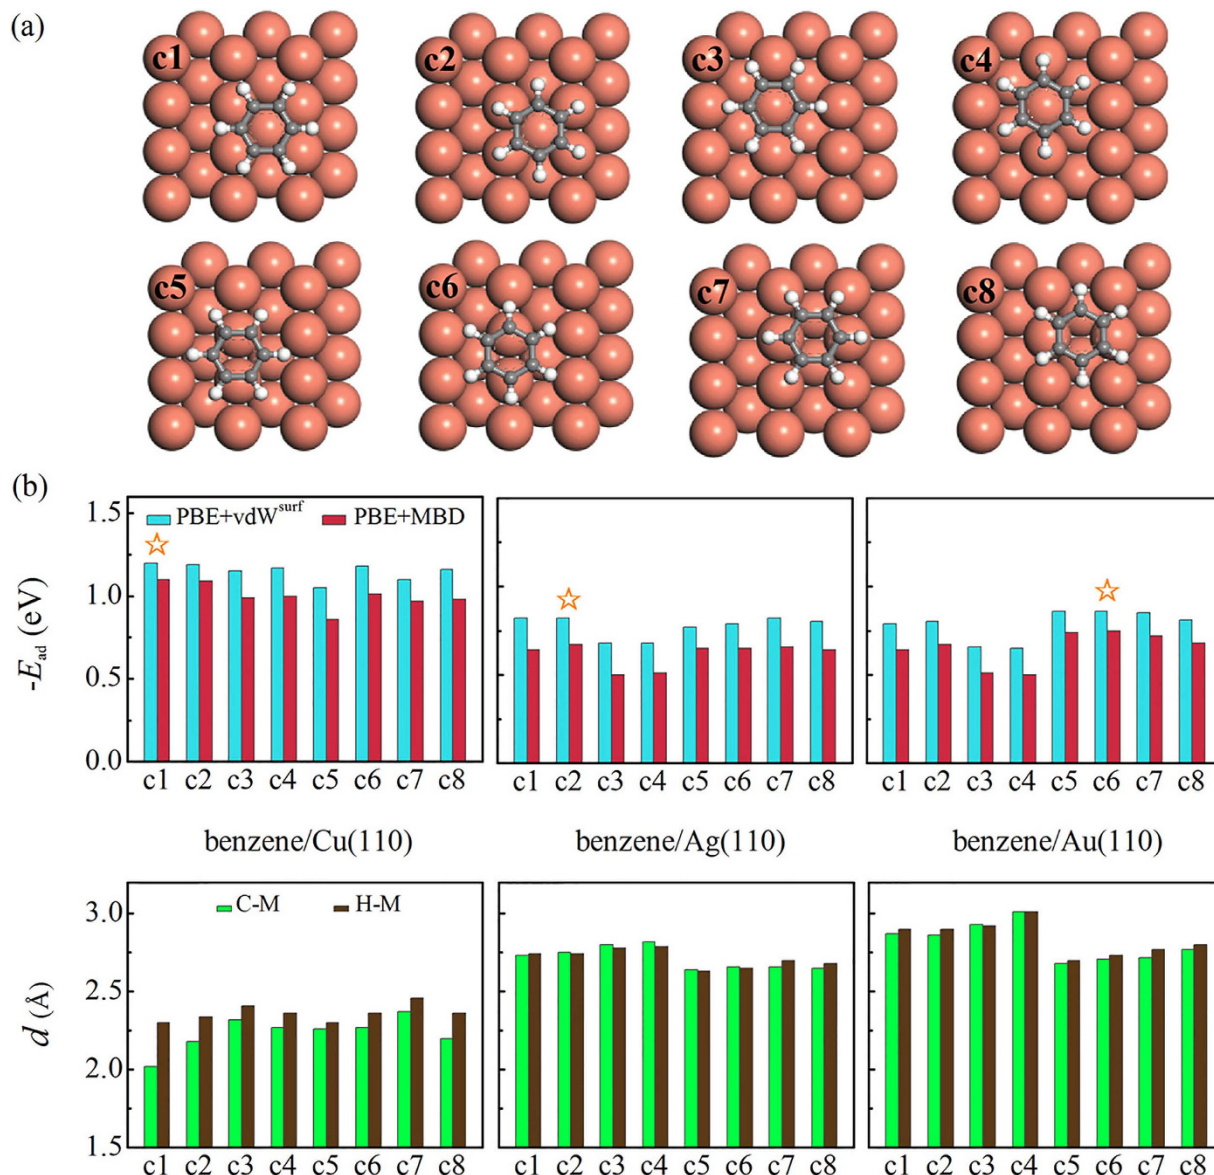 (a)
c1 c2 c3 c4
c5 c6 c7 c8
(b)
1.5
1.0
0.5
0.0
-E_ad (eV)
PBE+vdW^surf PBE+MBD
c1 c2 c3 c4 c5 c6 c7 c8
c1 c2 c3 c4 c5 c6 c7 c8
c1 c2 c3 c4 c5 c6 c7 c8
benzene/Cu(110) benzene/Ag(110) benzene/Au(110)
3.0
2.5
2.0
1.5
d (Å)
C-M H-M
c1 c2 c3 c4 c5 c6 c7 c8
c1 c2 c3 c4 c5 c6 c7 c8
c1 c2 c3 c4 c5 c6 c7 c8